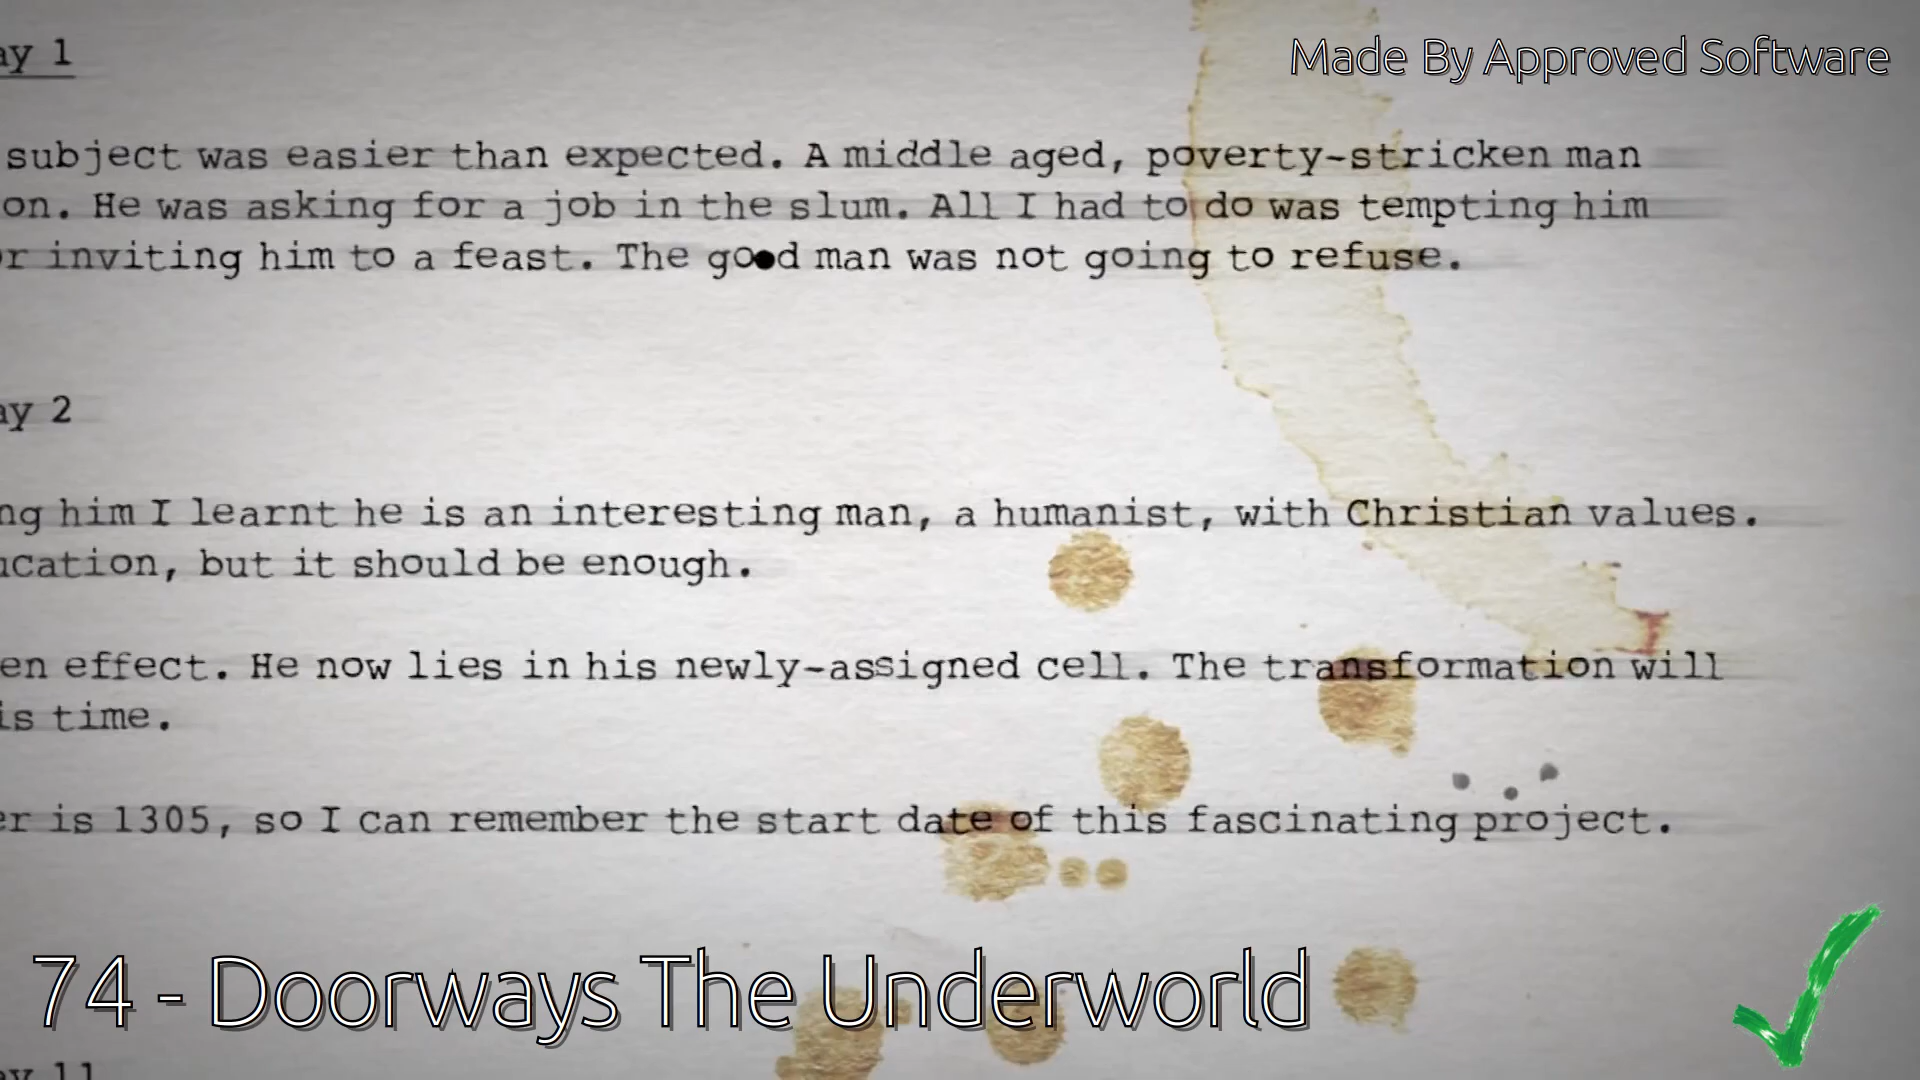 ay 1
Made By Approved Software
subject was easier than expected. A middle aged, poverty-stricken man
on. He was asking for a job in the slum. All I had to do was tempting him
r inviting him to a feast. The good man was not going to refuse.
ay 2
ng him I learnt he is an interesting man, a humanist, with Christian values.
ucation, but it should be enough.
en effect. He now lies in his newly-assigned cell. The transformation will
is time.
er is 1305, so I can remember the start date of this fascinating project.
74 - Doorways The Underworld
ay 11